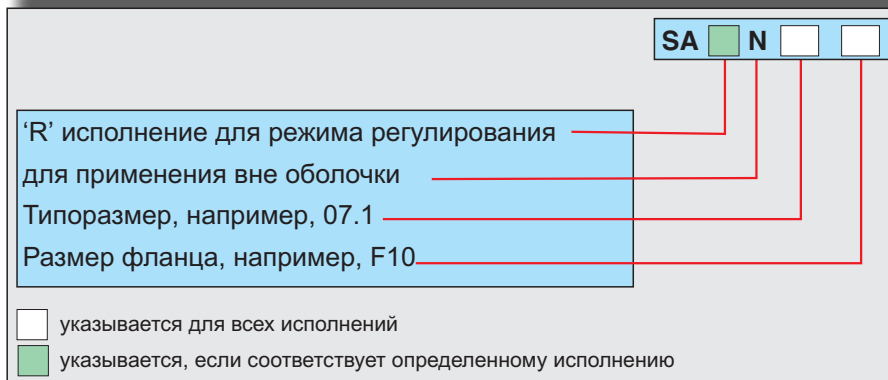 SA N
‘R’ исполнение для режима регулирования
для применения вне оболочки
Типоразмер, например, 07.1
Размер фланца, например, F10
указывается для всех исполнений
указывается, если соответствует определенному исполнению